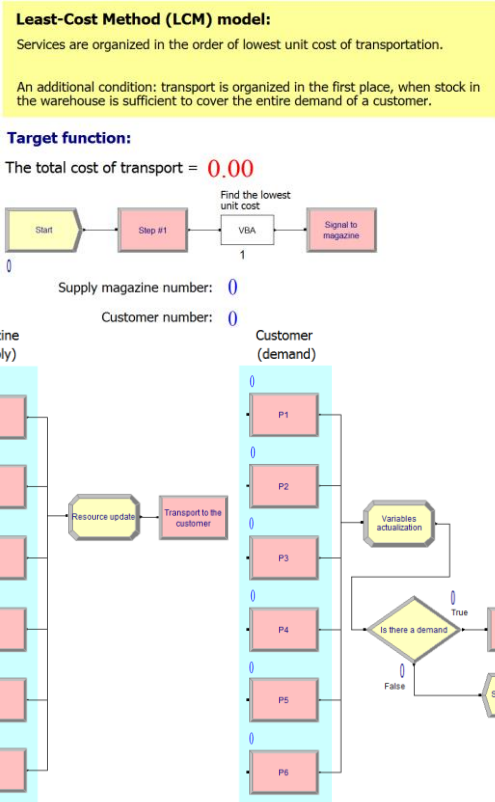 Least-Cost Method (LCM) model:
Services are organized in the order of lowest unit cost of transportation.
An additional condition: transport is organized in the first place, when stock in
the warehouse is sufficient to cover the entire demand of a customer.
Target function:
The total cost of transport = 0.00
Find the lowest
unit cost
Start
Step #1
VBA
Signal to
magazine
0
1
Supply magazine number: 0
Customer number: 0
Customer
(demand)
0
P1
0
P2
Resource update
Transport to the
customer
Variables
actualization
0
P3
0
P4
Is there a demand
0
True
0
False
0
P5
0
P6